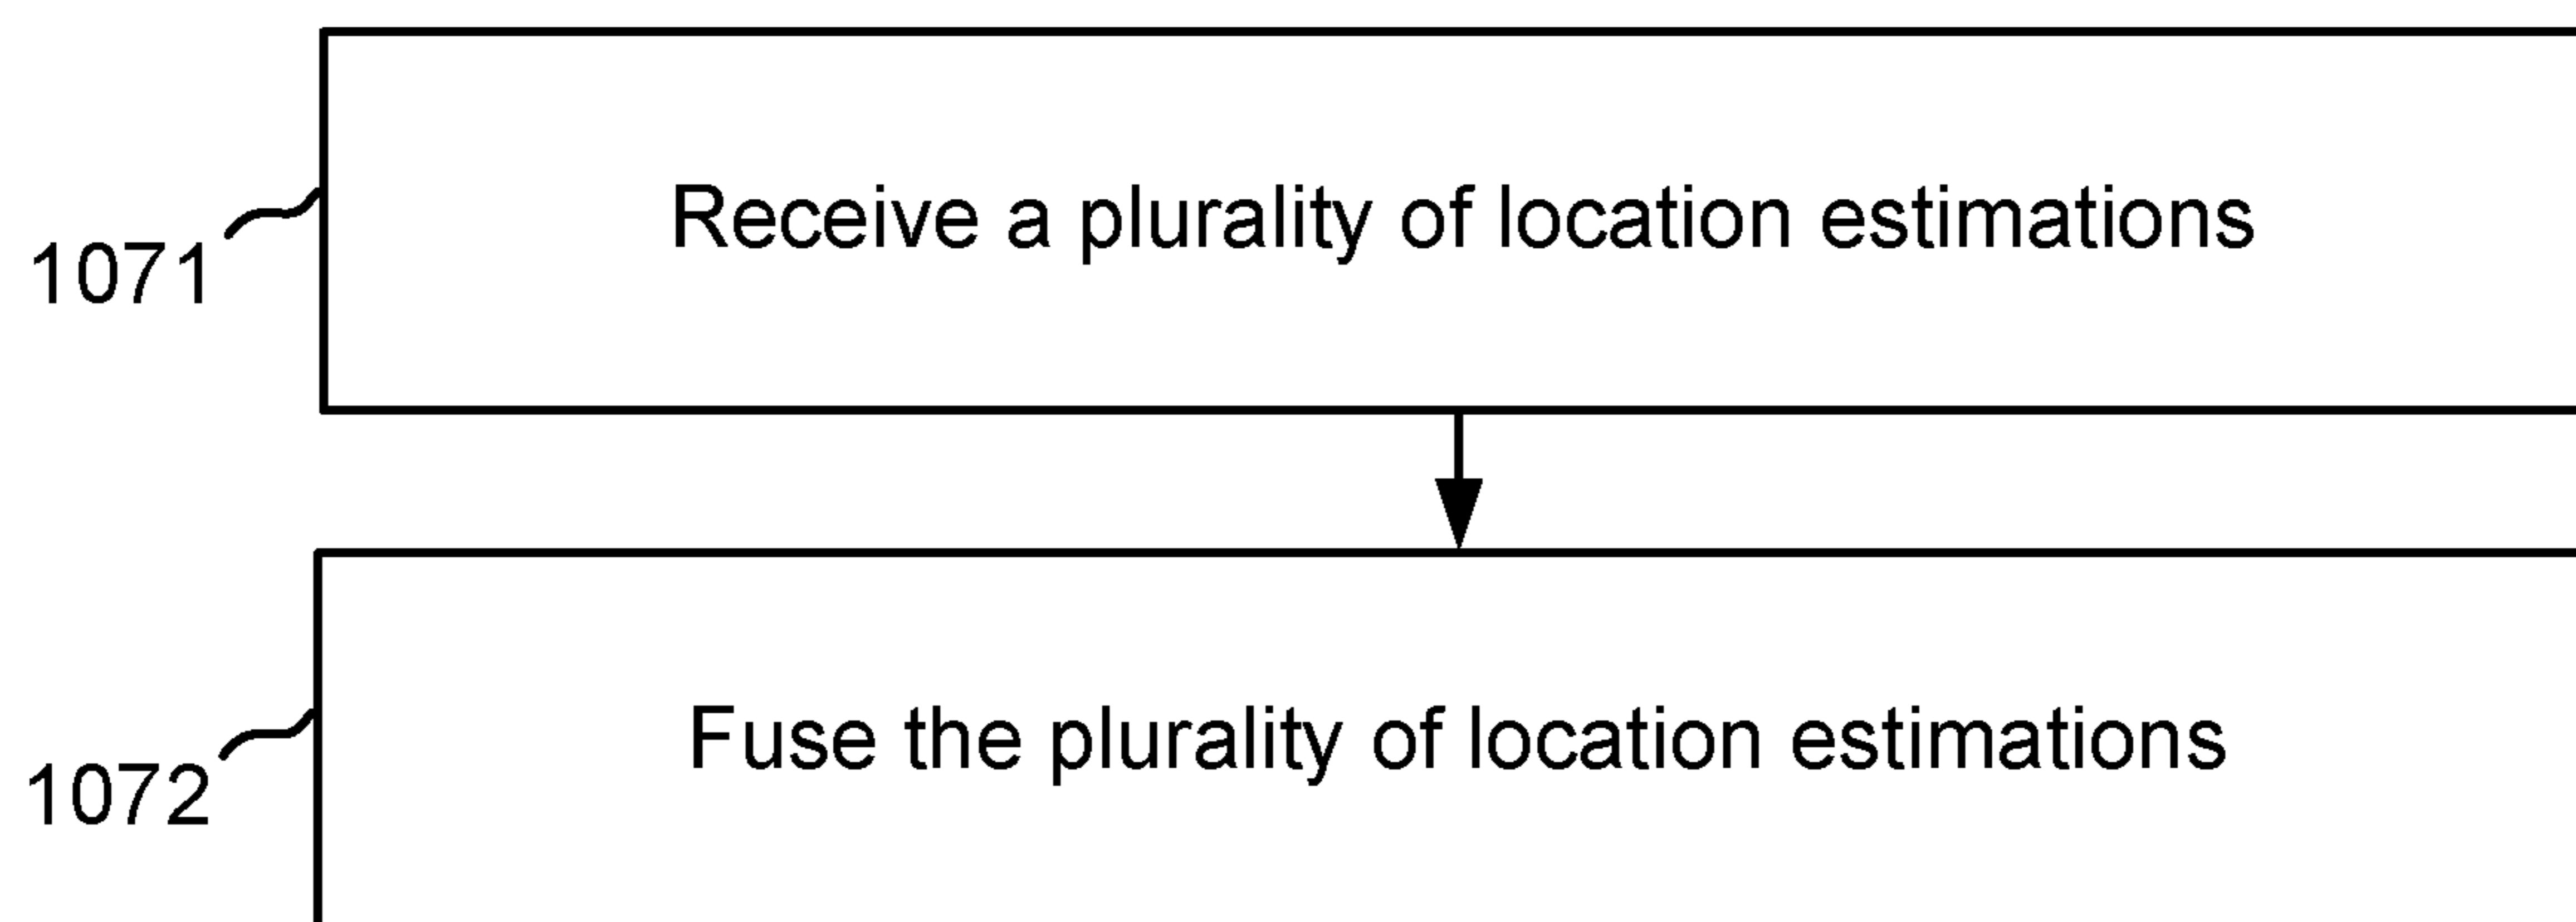 Receive a plurality of location estimations
1071
Fuse the plurality of location estimations
1072